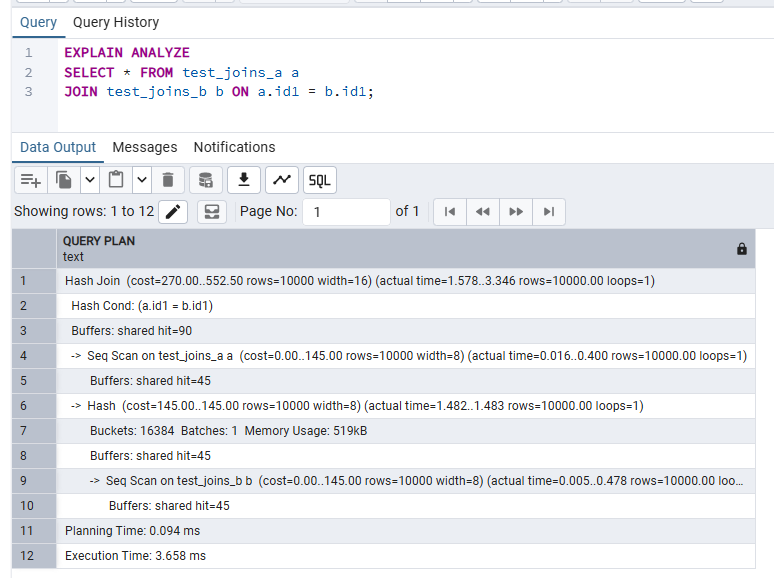 Query Query History
1 EXPLAIN ANALYZE
2 SELECT * FROM test_joins_a a
3 JOIN test_joins_b b ON a.id1 = b.id1;
Data Output Messages Notifications
SQL
Showing rows: 1 to 12 Page No: 1 of 1
QUERY PLAN
text
1 Hash Join (cost=270.00..552.50 rows=10000 width=16) (actual time=1.578..3.346 rows=10000.00 loops=1)
2 Hash Cond: (a.id1 = b.id1)
3 Buffers: shared hit=90
4 -> Seq Scan on test_joins_a a (cost=0.00..145.00 rows=10000 width=8) (actual time=0.016..0.400 rows=10000.00 loops=1)
5 Buffers: shared hit=45
6 -> Hash (cost=145.00..145.00 rows=10000 width=8) (actual time=1.482..1.483 rows=10000.00 loops=1)
7 Buckets: 16384 Batches: 1 Memory Usage: 519kB
8 Buffers: shared hit=45
9 -> Seq Scan on test_joins_b b (cost=0.00..145.00 rows=10000 width=8) (actual time=0.005..0.478 rows=10000.00 loo...
10 Buffers: shared hit=45
11 Planning Time: 0.094 ms
12 Execution Time: 3.658 ms